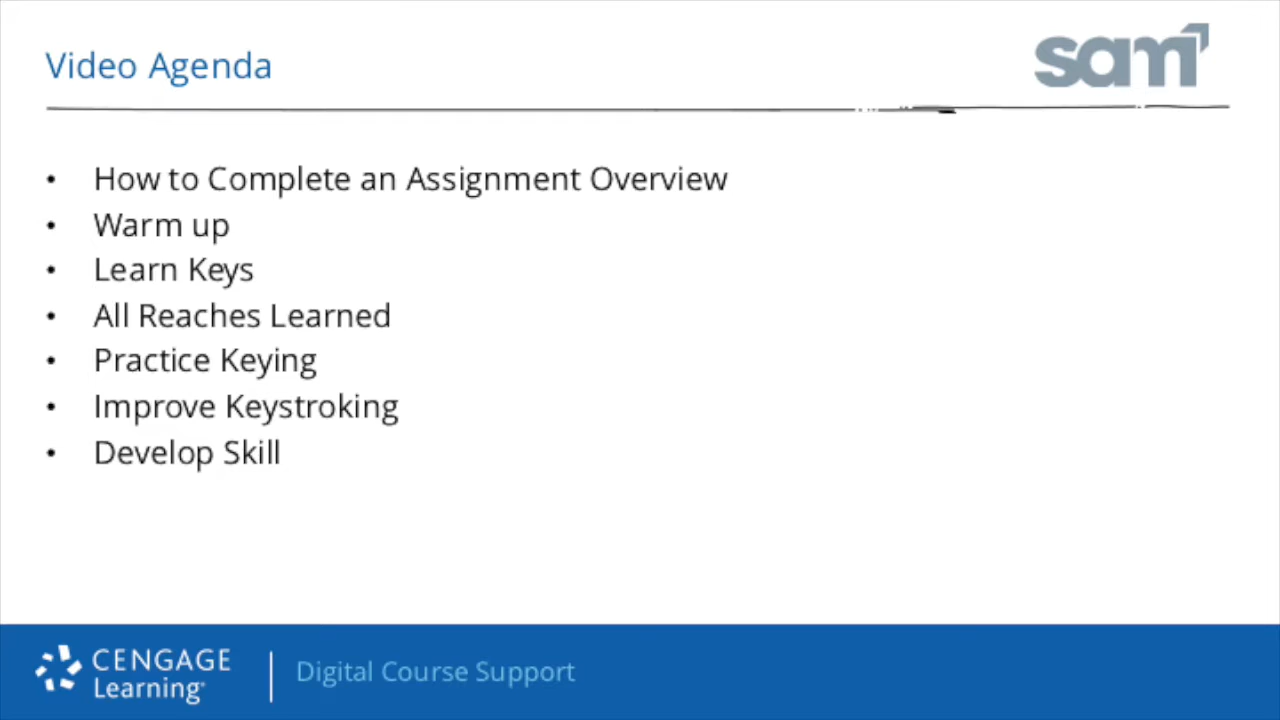 Video Agenda
sam
• How to Complete an Assignment Overview
• Warm up
• Learn Keys
• All Reaches Learned
• Practice Keying
• Improve Keystroking
• Develop Skill
CENGAGE
Learning®
Digital Course Support